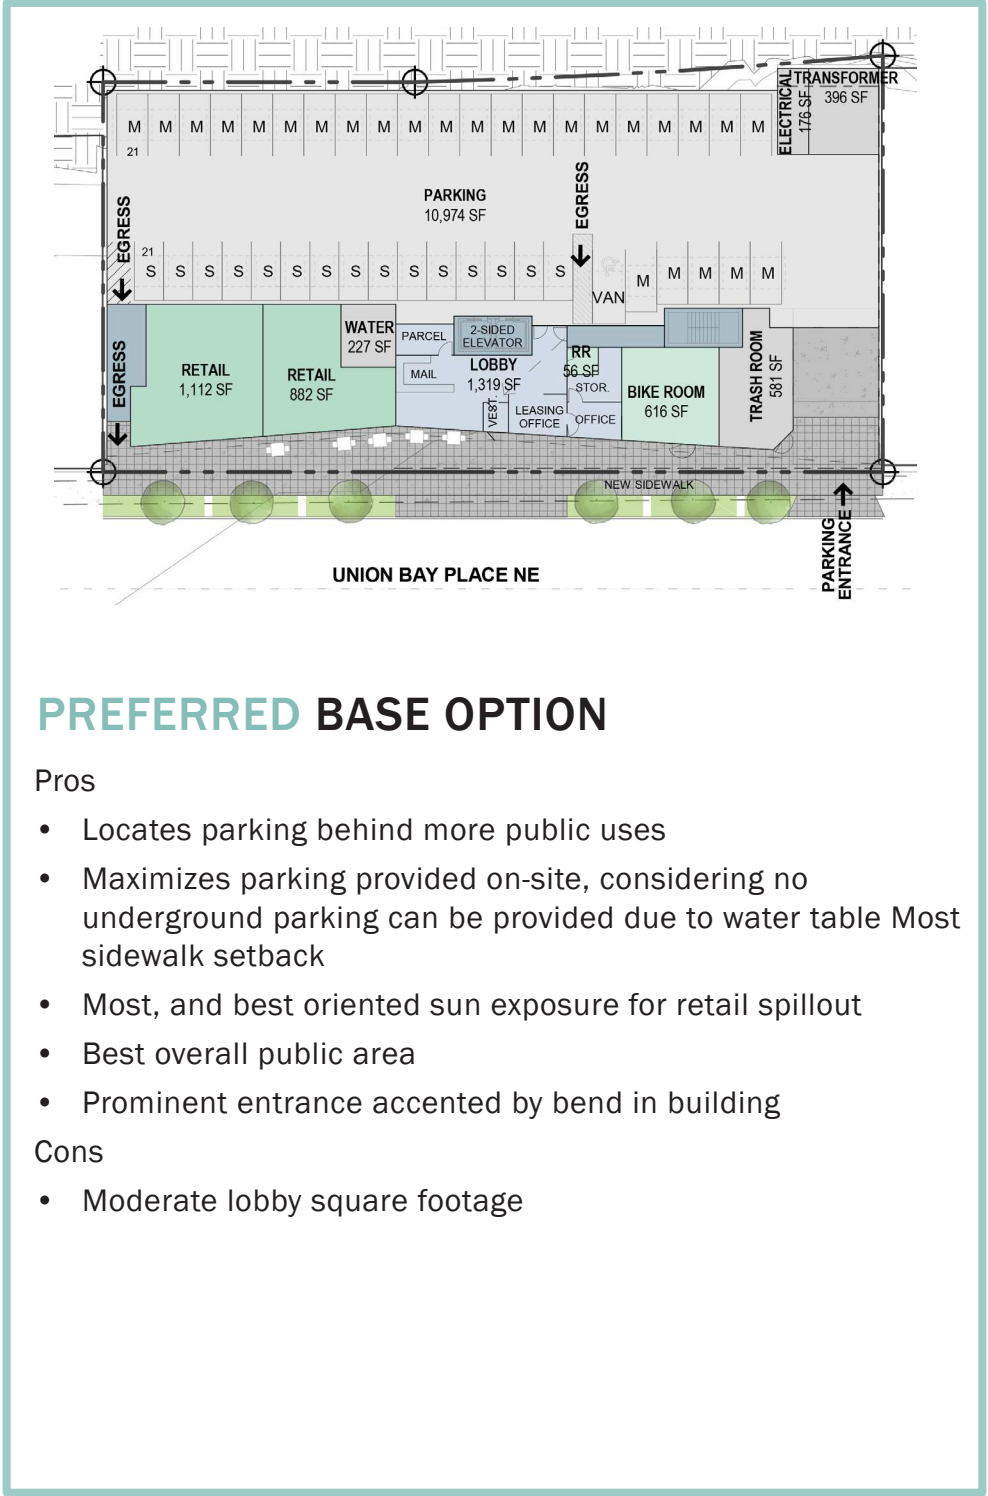 ELECTRICAL
176 SF
TRANSFORMER
396 SF
M M M M M M M M M M M M M M M M M M M M M
21
PARKING
10,974 SF
EGRESS
EGRESS
21
S S S S S S S S S S S S S S S VAN M M M M M
EGRESS
RETAIL
1,112 SF
RETAIL
882 SF
WATER
227 SF
PARCEL
MAIL
2-SIDED
ELEVATOR
LOBBY
1,319 SF
VEST.
LEASING
OFFICE
RR
56 SF
STOR.
OFFICE
BIKE ROOM
616 SF
TRASH ROOM
581 SF
NEW SIDEWALK
PARKING
ENTRANCE
UNION BAY PLACE NE
PREFERRED BASE OPTION
Pros
• Locates parking behind more public uses
• Maximizes parking provided on-site, considering no
underground parking can be provided due to water table Most
sidewalk setback
• Most, and best oriented sun exposure for retail spillout
• Best overall public area
• Prominent entrance accented by bend in building
Cons
• Moderate lobby square footage